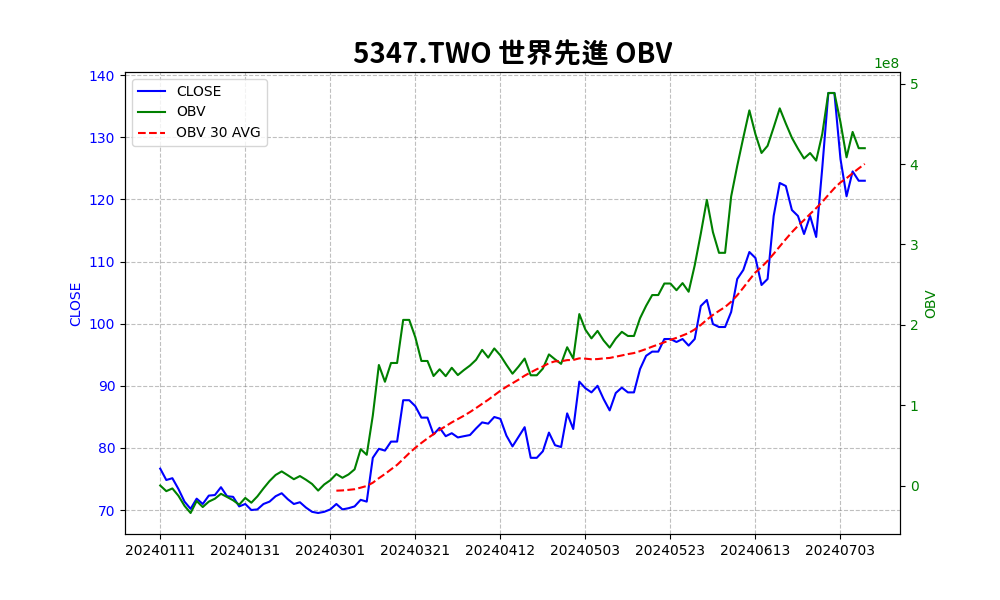 5347.TWO 世界先進 OBV
1e8
CLOSE
OBV
OBV 30 AVG
140
130
120
110
100
90
80
70
CLOSE
5
4
3
2
1
0
OBV
20240111 20240131 20240301 20240321 20240412 20240503 20240523 20240613 20240703